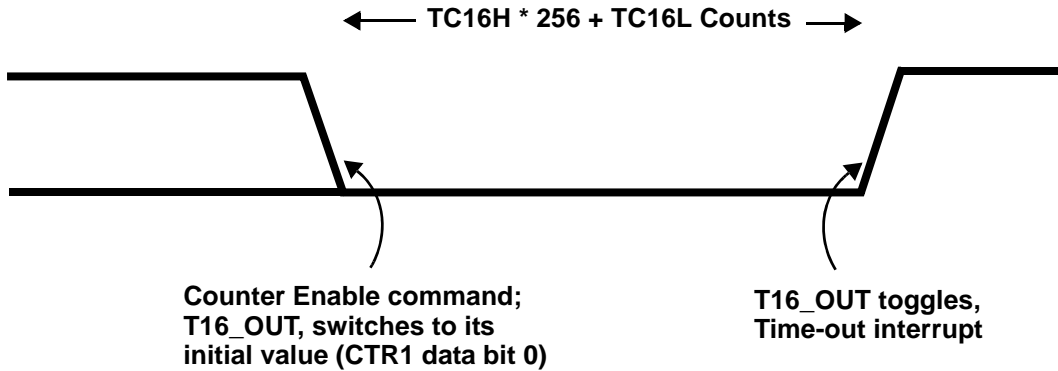 TC16H * 256 + TC16L Counts
Counter Enable command;
T16_OUT, switches to its
initial value (CTR1 data bit 0)
T16_OUT toggles,
Time-out interrupt